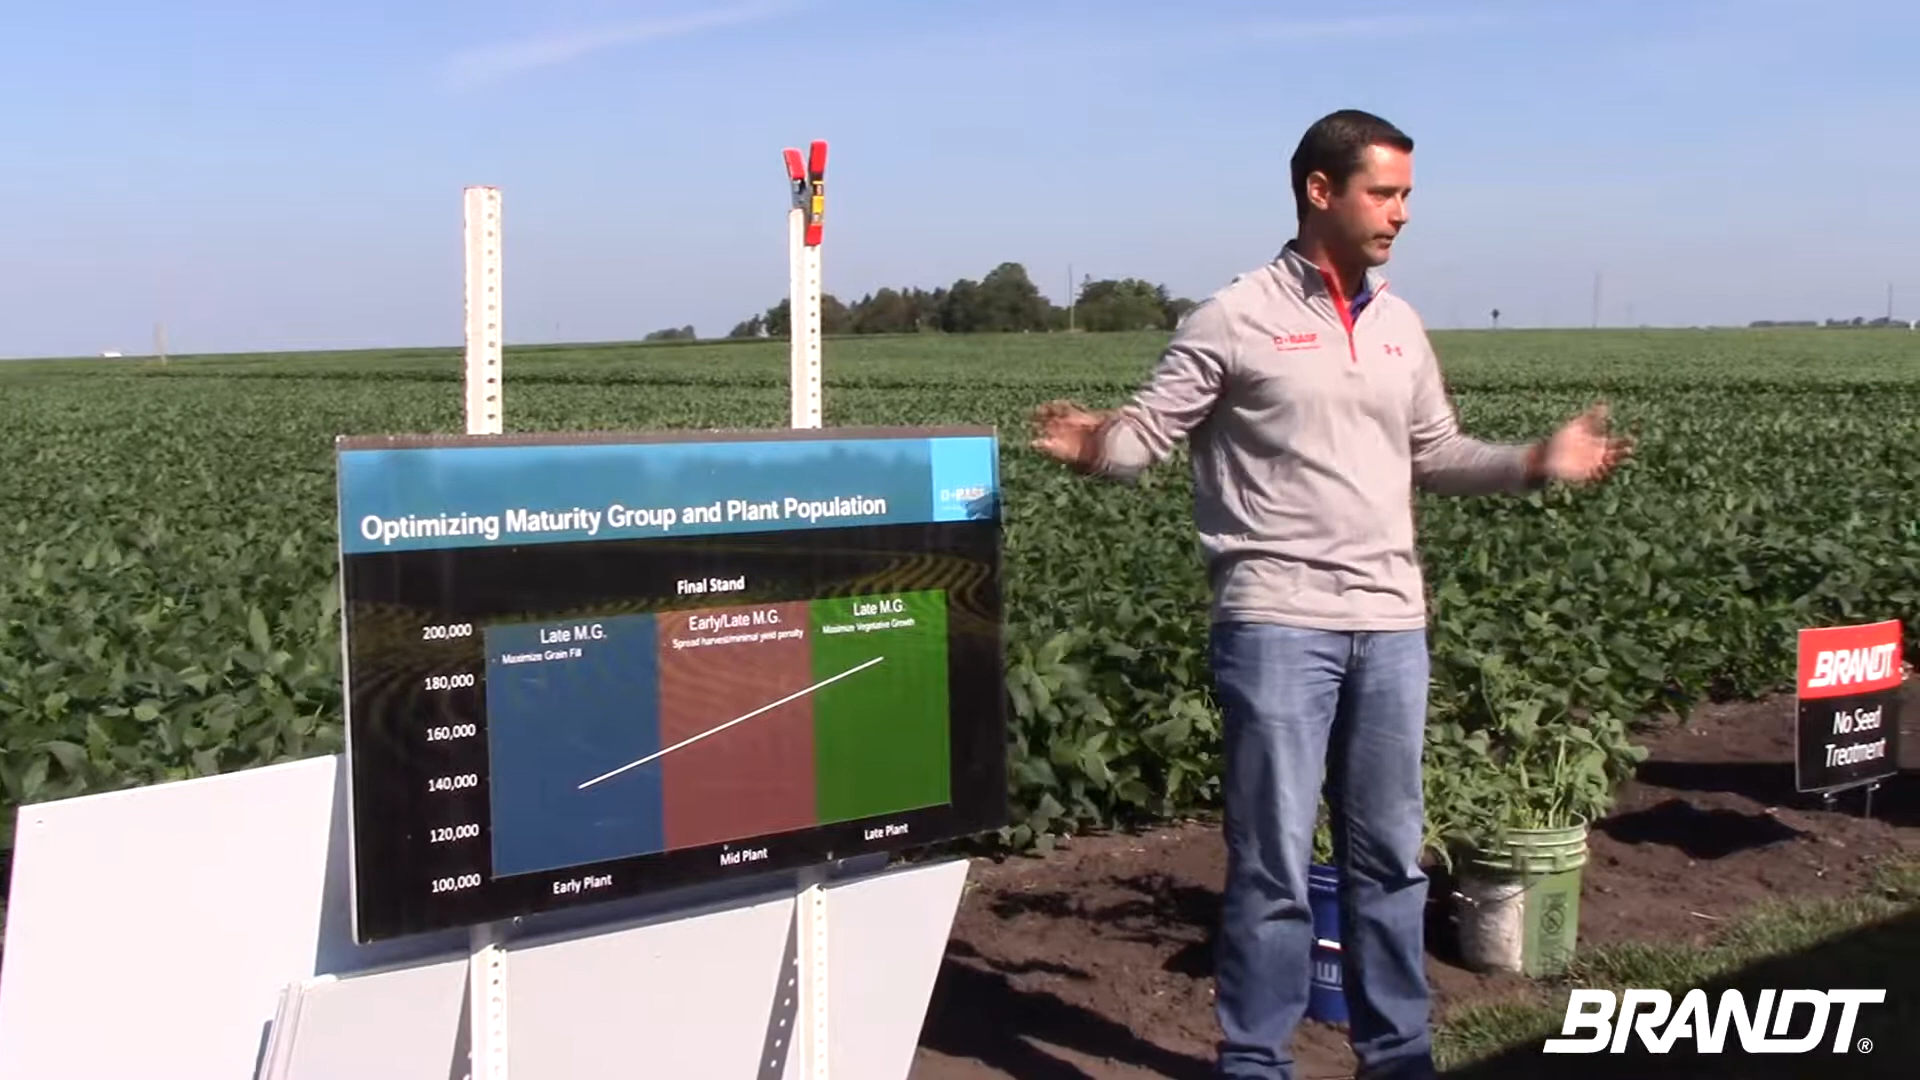 Optimizing Maturity Group and Plant Population
BASF
Final Stand
200,000
180,000
160,000
140,000
120,000
100,000
Late M.G.
Maximize Grain Fill
Early/Late M.G.
Spread harvest/minimal yield penalty
Late M.G.
Maximize Vegetative Growth
Early Plant
Mid Plant
Late Plant
BASF
BRANDT
No Seed
Treatment
BRANDT®